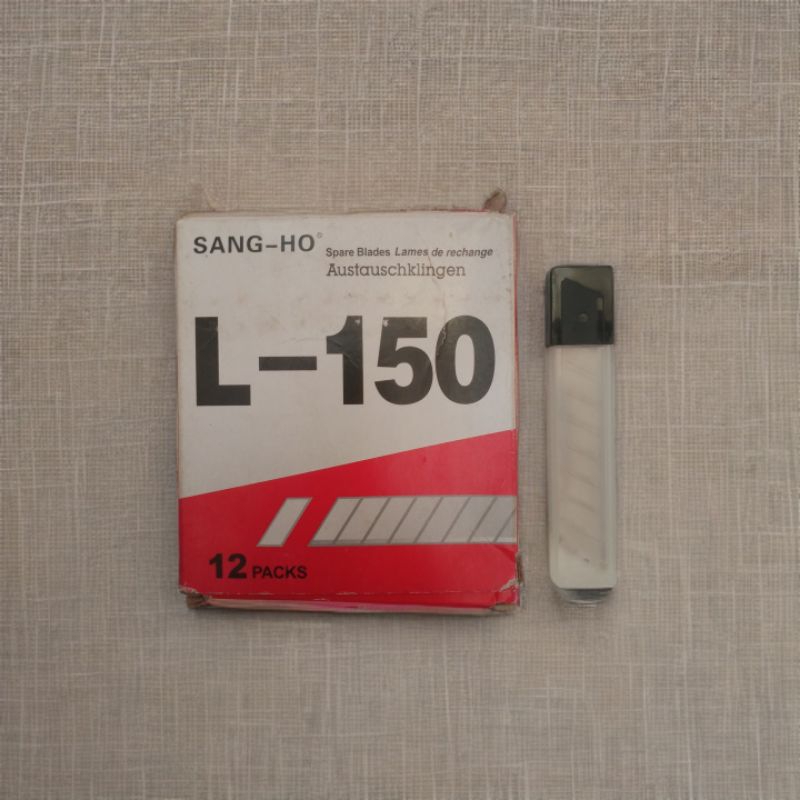 SANG-HO®
Spare Blades Lames de rechange
Austauschklingen
L-150
12 PACKS